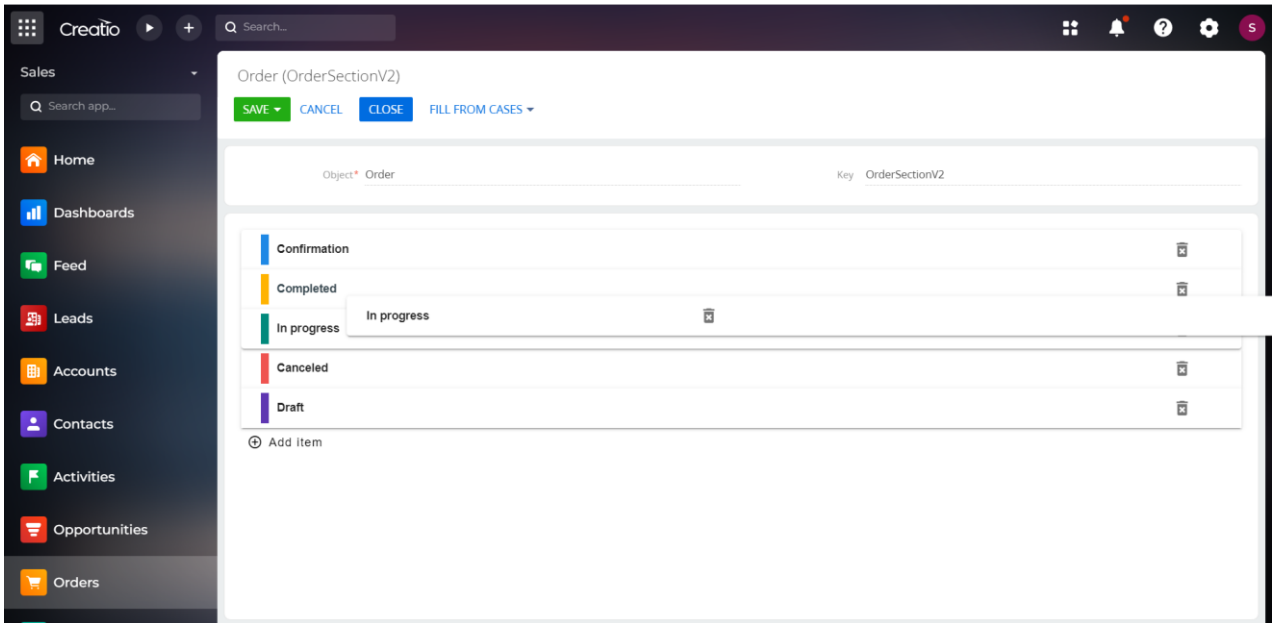 Creatio
Search...
S
Sales
Search app...
Home
Dashboards
Feed
Leads
Accounts
Contacts
Activities
Opportunities
Orders
Order (OrderSectionV2)
SAVE CANCEL CLOSE FILL FROM CASES
Object* Order Key OrderSectionV2
Confirmation
Completed
In progress
In progress
Canceled
Draft
Add item